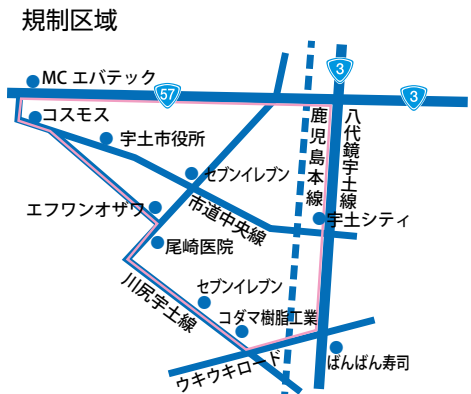 規制区域
MC エバテック
57
3
3
コスモス
鹿児島本線
八代鏡宇土線
宇土市役所
セブンイレブン
エフワンオザワ
市道中央線
宇土シティ
尾崎医院
川尻宇土線
セブンイレブン
コダマ樹脂工業
ウキウキロード
ばんばん寿司